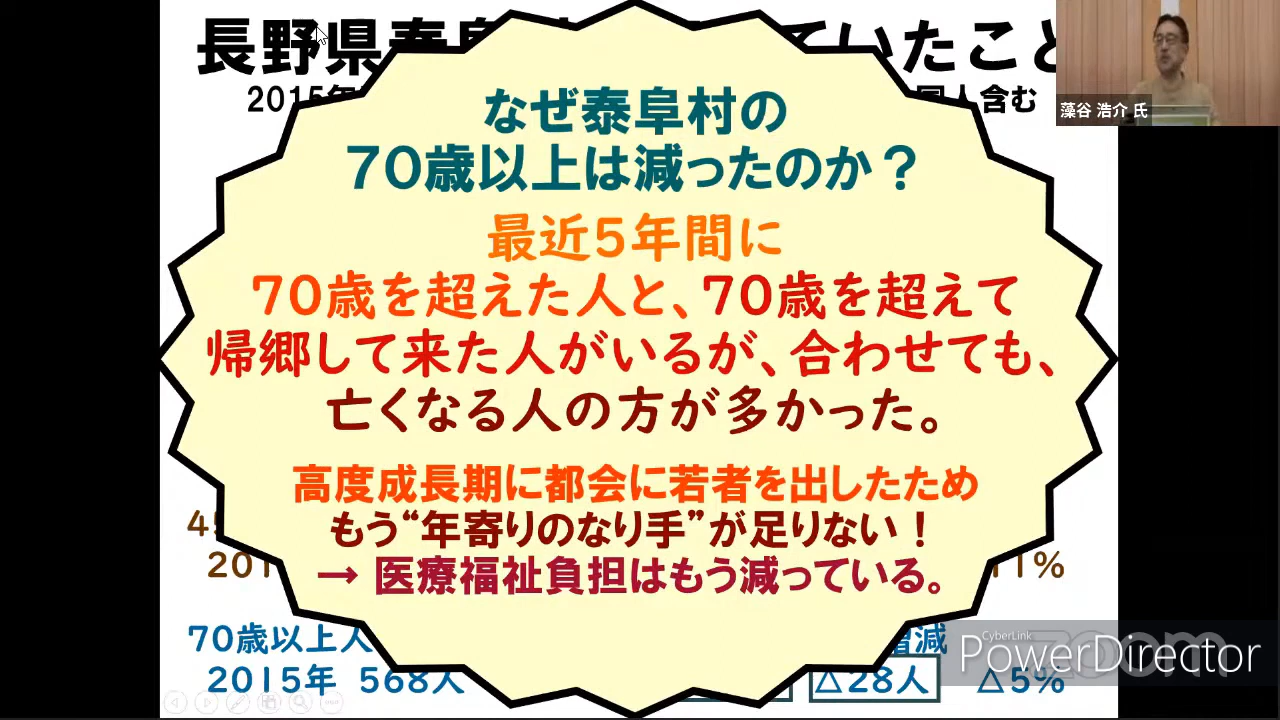 長野県泰阜
ていたこと
2015年
国人含む
藻谷 浩介 氏
なぜ泰阜村の
70歳以上は減ったのか？
最近5年間に
70歳を超えた人と、70歳を超えて
帰郷して来た人がいるが、合わせても、
亡くなる人の方が多かった。
高度成長期に都会に若者を出したため
もう“年寄りのなり手”が足りない！
→ 医療福祉負担はもう減っている。
45
201
11%
70歳以上人
増減
2015年 568人
△28人
△5%
zoom
CyberLink
PowerDirector